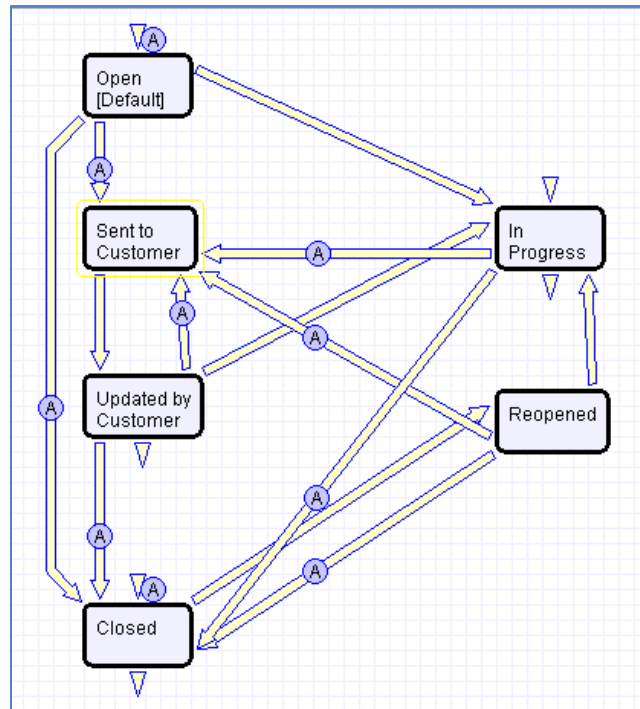 A
Open
[Default]
A
Sent to
Customer
A
In
Progress
A
A
Updated by
Customer
A
Reopened
A
A
A
A
Closed